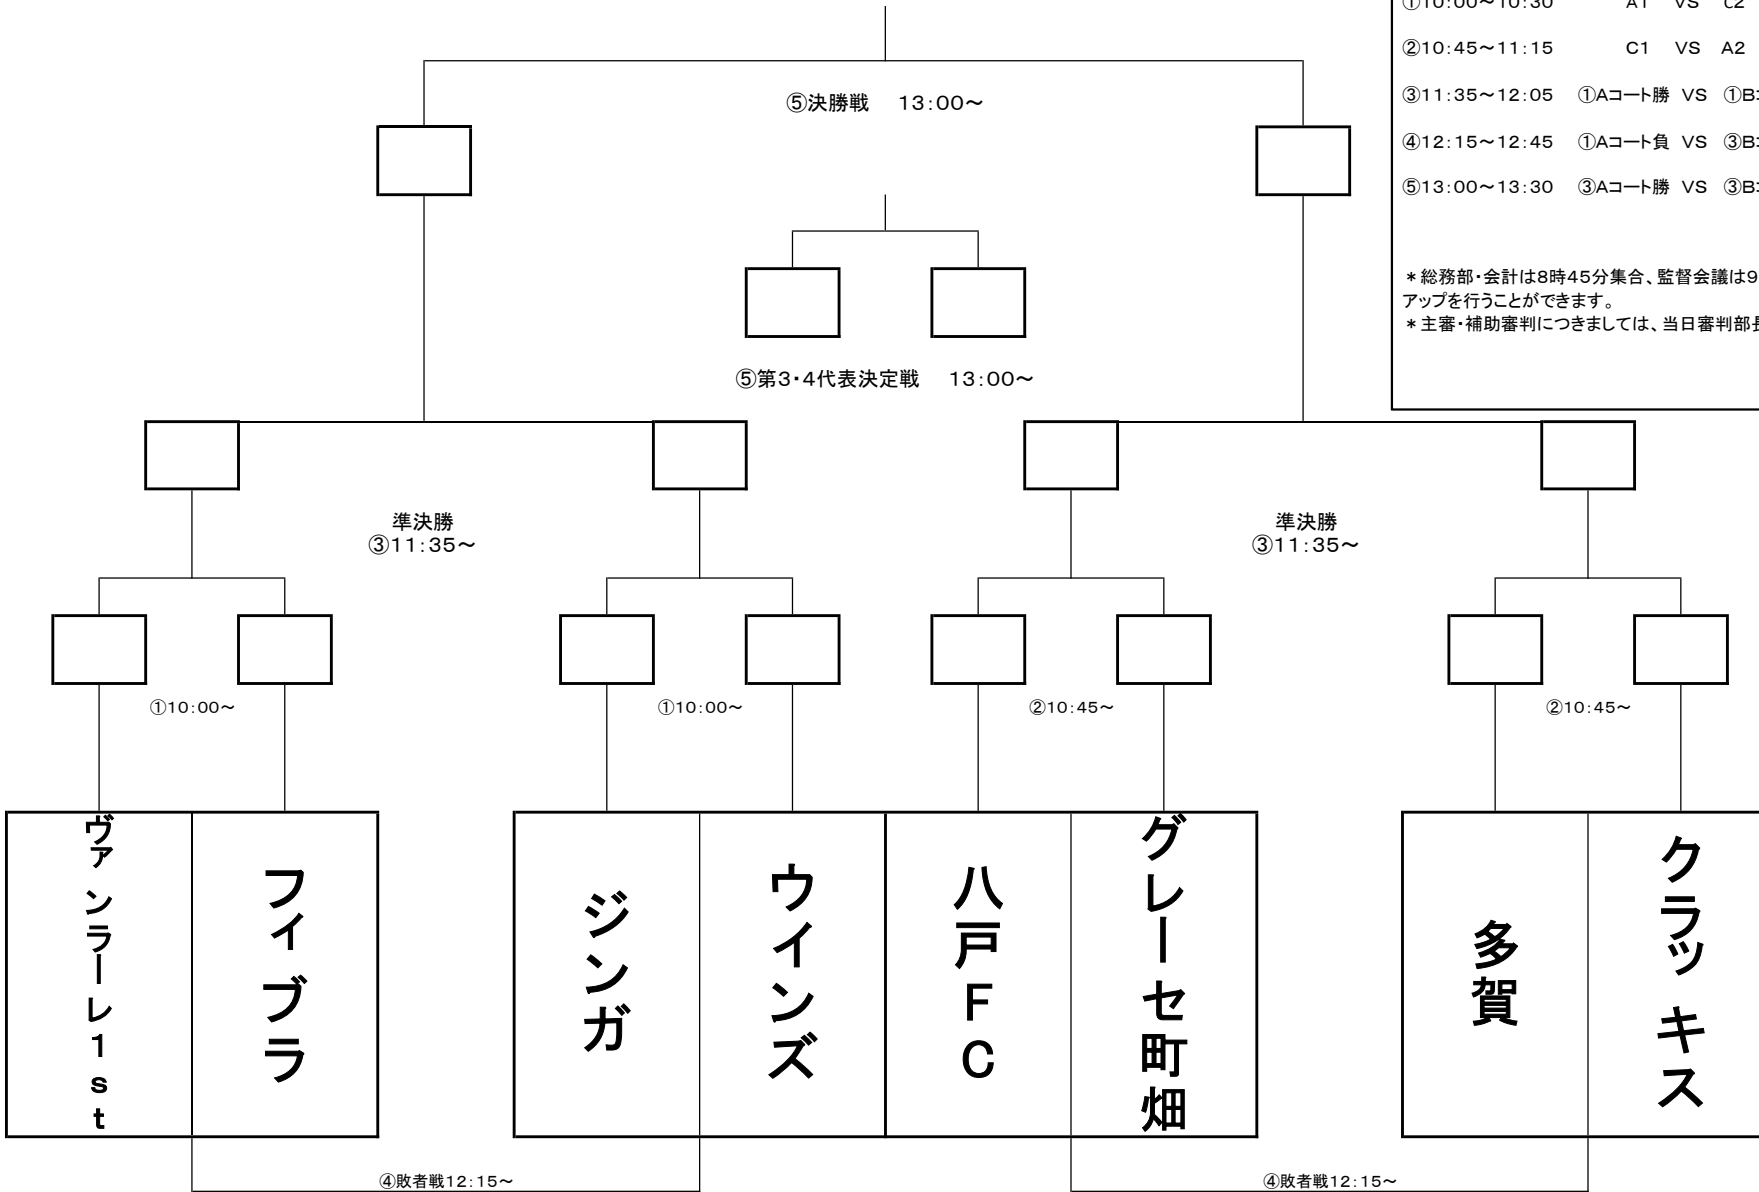 ①10:00～10:30 A1 VS C2
②10:45～11:15 C1 VS A2
③11:35～12:05 ①Aコート勝 VS ①B
④12:15～12:45 ①Aコート負 VS ③B
⑤13:00～13:30 ③Aコート勝 VS ③B
＊総務部・会計は8時45分集合、監督会議は9
アップを行うことができます。
＊主審・補助審判につきましては、当日審判部
⑤決勝戦 13:00～
⑤第3・4代表決定戦 13:00～
準決勝
③11:35～
準決勝
③11:35～
①10:00～
①10:00～
②10:45～
②10:45～
ヴァンラーレ1st
フィブラ
ジンガ
ウインズ
八戸FC
グレーセ町畑
多賀
クラッキス
④敗者戦12:15～
④敗者戦12:15～